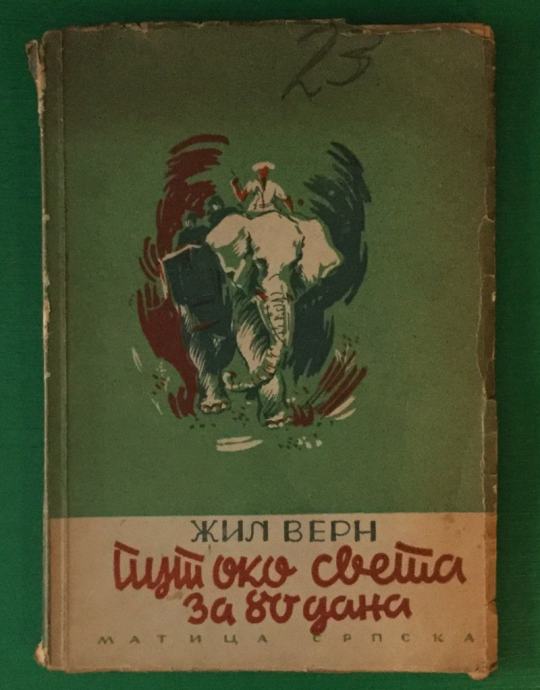 23
ЖИЛ ВЕРН
Пут око света
за 80 дана
МАТИЦА СРПСКА